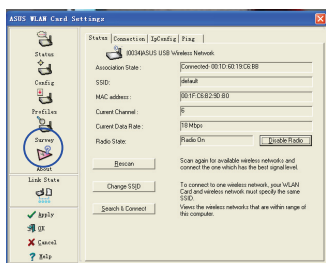 ASUS WLAN Card Settings
Status Connection IpConfig Ping
Status
Config
Profiles
Survey
About
Link State
Apply
OK
Cancel
Help
(0034)ASUS USB Wireless Network
Association State: Connected- 00:1D:60:19:C6:BB
SSID: default
MAC address: 00:1F:C6:B2:9D:B0
Current Channel: 6
Current Data Rate: 18 Mbps
Radio State: Radio On Disable Radio
Rescan
Scan again for available wireless networks and
connect the one which has the best signal level.
Change SSID
To connect to one wireless network, your WLAN
Card and wireless network must specify the same
SSID.
Search & Connect
Views the wireless networks that are within range of
this computer.